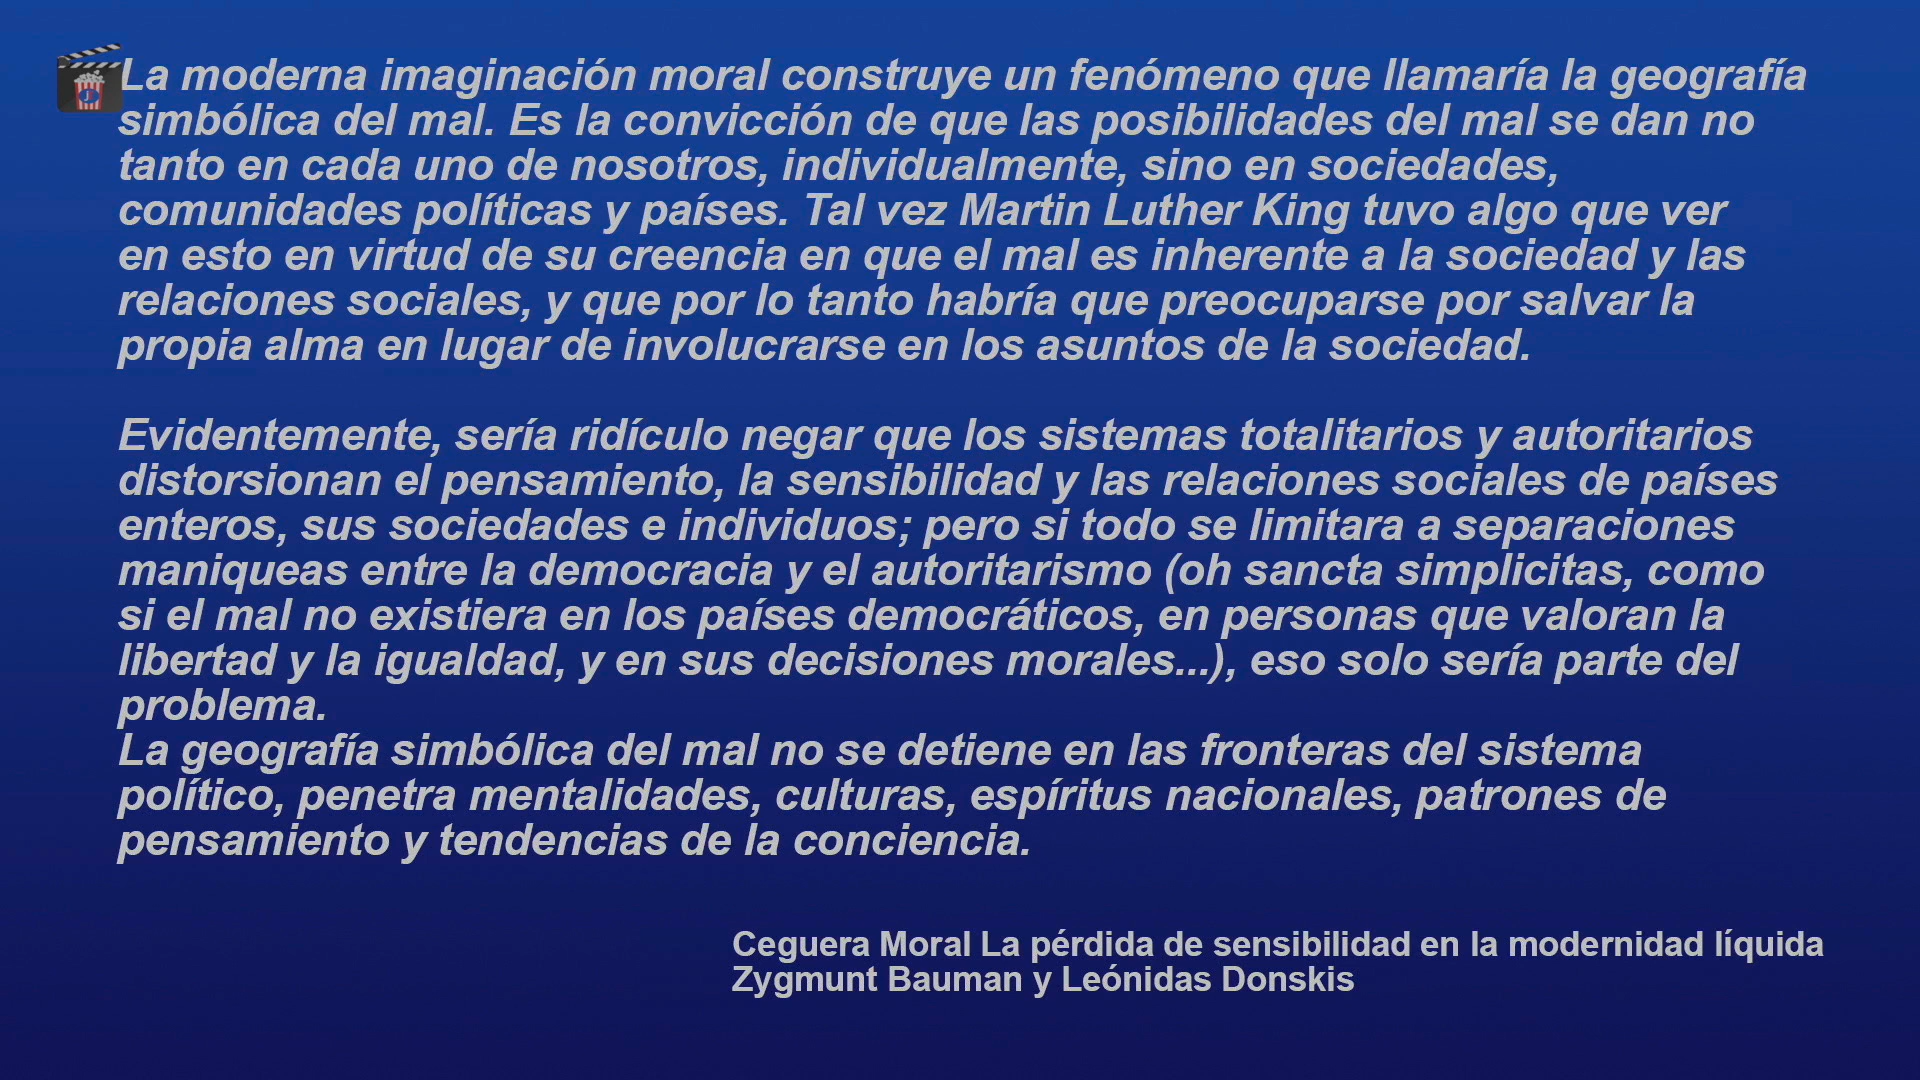 La moderna imaginación moral construye un fenómeno que llamaría la geografía
simbólica del mal. Es la convicción de que las posibilidades del mal se dan no
tanto en cada uno de nosotros, individualmente, sino en sociedades,
comunidades políticas y países. Tal vez Martin Luther King tuvo algo que ver
en esto en virtud de su creencia en que el mal es inherente a la sociedad y las
relaciones sociales, y que por lo tanto habría que preocuparse por salvar la
propia alma en lugar de involucrarse en los asuntos de la sociedad.
Evidentemente, sería ridículo negar que los sistemas totalitarios y autoritarios
distorsionan el pensamiento, la sensibilidad y las relaciones sociales de países
enteros, sus sociedades e individuos; pero si todo se limitara a separaciones
maniqueas entre la democracia y el autoritarismo (oh sancta simplicitas, como
si el mal no existiera en los países democráticos, en personas que valoran la
libertad y la igualdad, y en sus decisiones morales...), eso solo sería parte del
problema.
La geografía simbólica del mal no se detiene en las fronteras del sistema
político, penetra mentalidades, culturas, espíritus nacionales, patrones de
pensamiento y tendencias de la conciencia.
Ceguera Moral La pérdida de sensibilidad en la modernidad líquida
Zygmunt Bauman y Leónidas Donskis